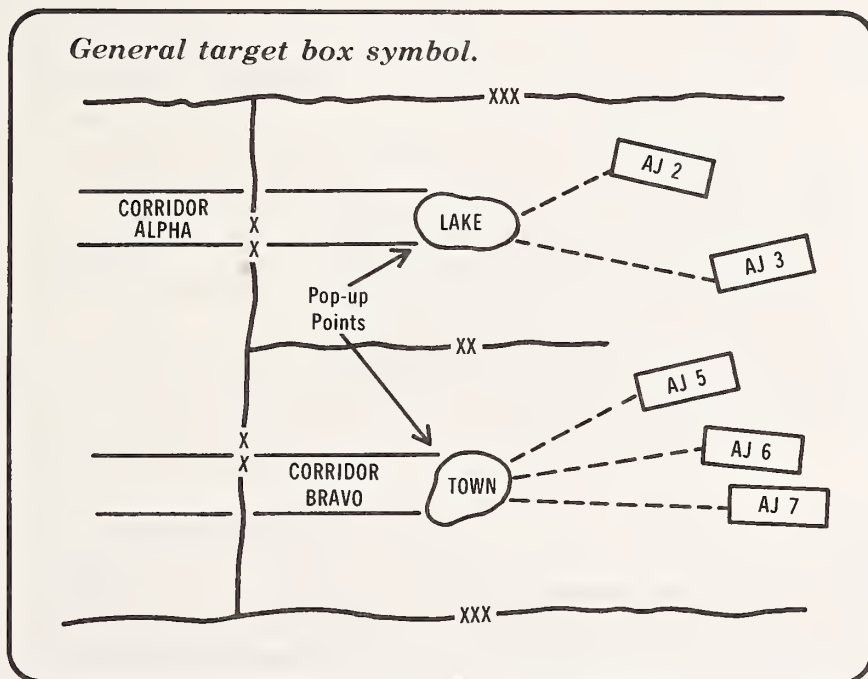 General target box symbol.
XXX
AJ 2
CORRIDOR
ALPHA
X
X
LAKE
AJ 3
Pop-up
Points
XX
AJ 5
X
X
CORRIDOR
BRAVO
TOWN
AJ 6
AJ 7
XXX